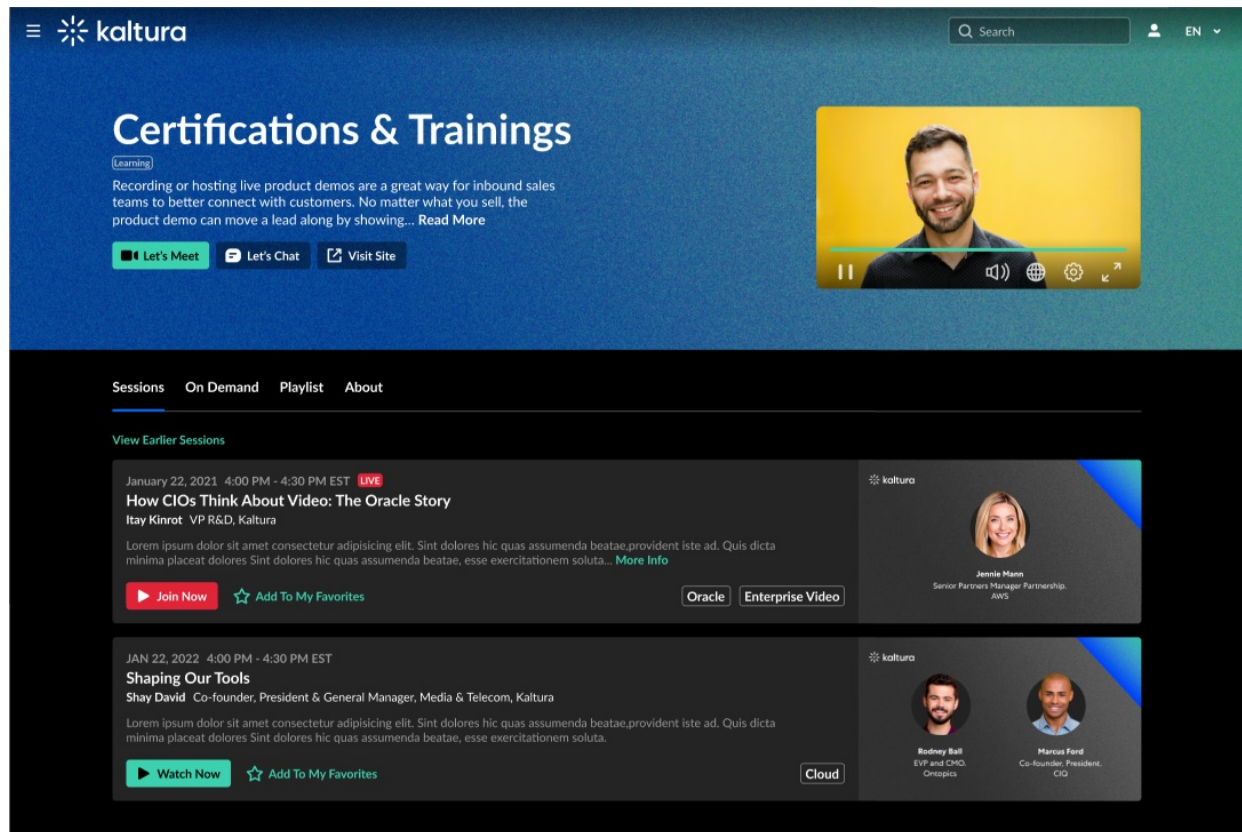 kaltura
Search
EN
Certifications & Trainings
Learning
Recording or hosting live product demos are a great way for inbound sales
teams to better connect with customers. No matter what you sell, the
product demo can move a lead along by showing... Read More
Let's Meet
Let's Chat
Visit Site
Sessions
On Demand
Playlist
About
View Earlier Sessions
January 22, 2021 4:00 PM - 4:30 PM EST LIVE
How CIOs Think About Video: The Oracle Story
Itay Kinrot VP R&D, Kaltura
Lorem ipsum dolor sit amet consectetur adipisicing elit. Sint dolores hic quas assumenda beatae,provident iste ad. Quis dicta
minima placeat dolores Sint dolores hic quas assumenda beatae, esse exercitationem soluta... More Info
Join Now
Add To My Favorites
Oracle
Enterprise Video
kaltura
Jennie Mann
Senior Partners Manager Partnership.
AWS
JAN 22, 2022 4:00 PM - 4:30 PM EST
Shaping Our Tools
Shay David Co-founder, President & General Manager, Media & Telecom, Kaltura
Lorem ipsum dolor sit amet consectetur adipisicing elit. Sint dolores hic quas assumenda beatae,provident iste ad. Quis dicta
minima placeat dolores Sint dolores hic quas assumenda beatae, esse exercitationem soluta.
Watch Now
Add To My Favorites
Cloud
kaltura
Rodney Ball
EVP and CMO.
Ontopics
Marcus Ford
Co-founder, President.
CIQ